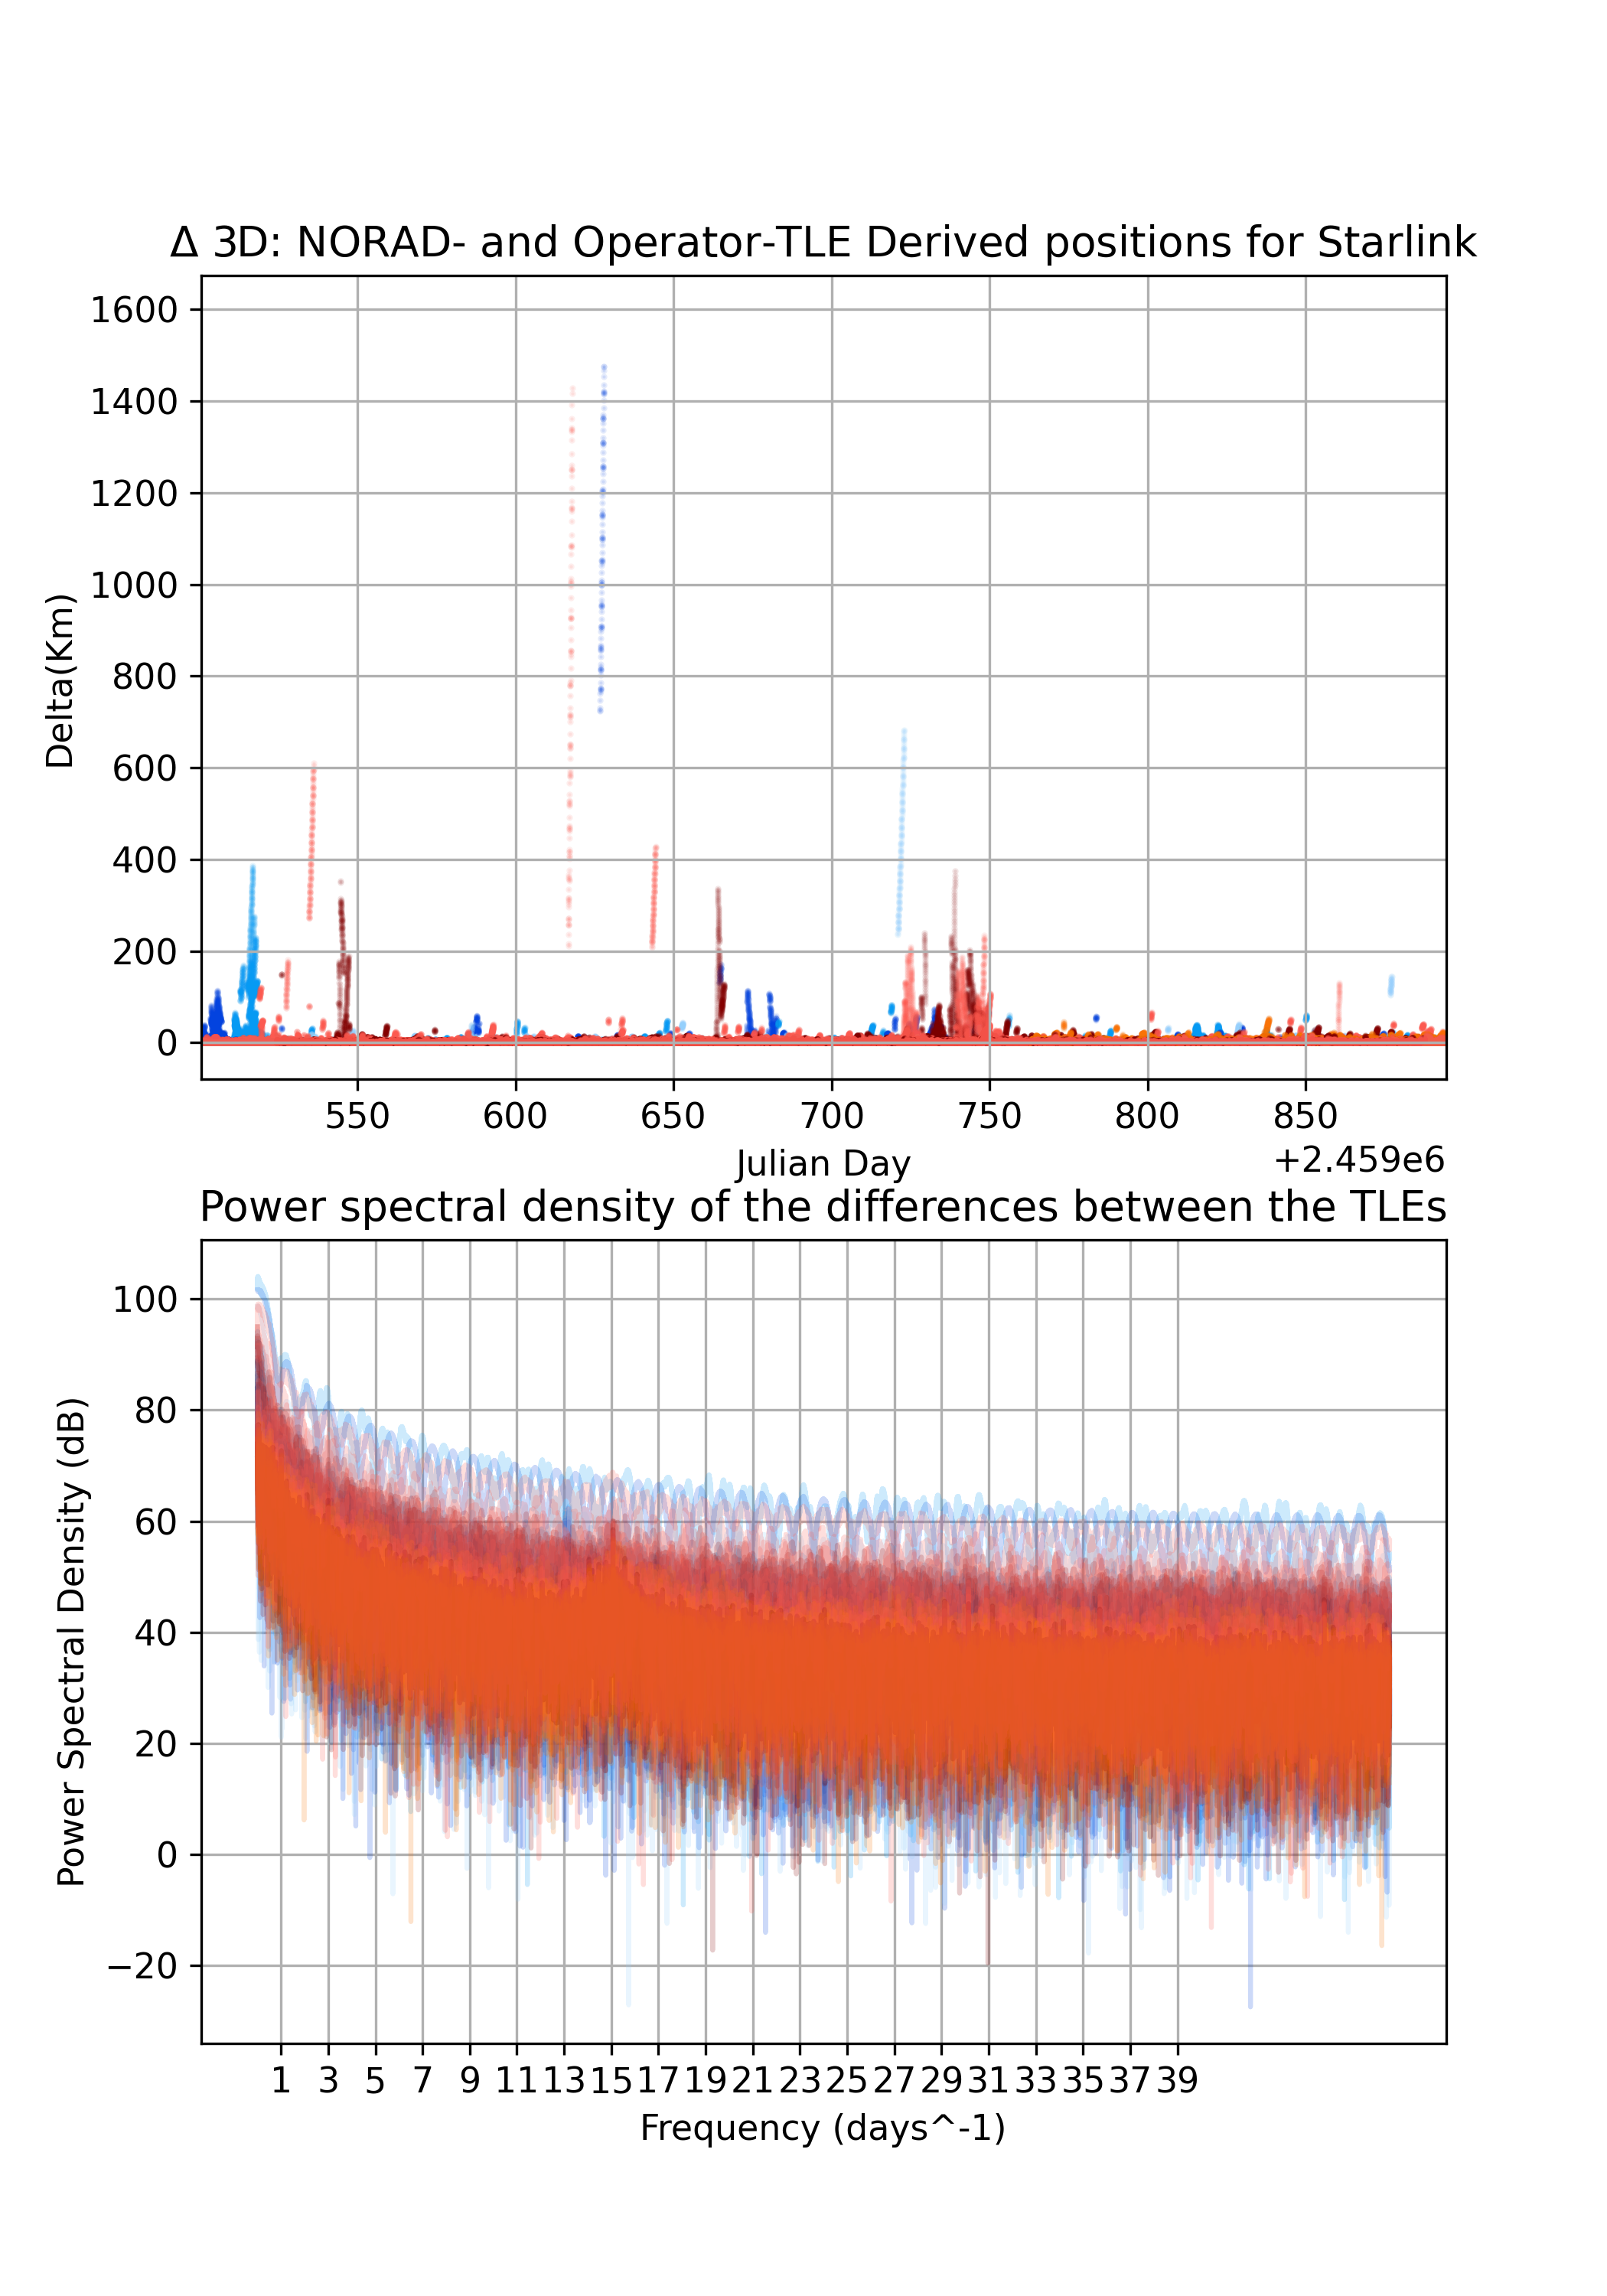 Δ 3D: NORAD- and Operator-TLE Derived positions for Starlink
1600
1400
1200
1000
800
600
400
200
0
Delta(Km)
550 600 650 700 750 800 850
Julian Day
+2.459e6
Power spectral density of the differences between the TLEs
100
80
60
40
20
0
−20
Power Spectral Density (dB)
1 3 5 7 9 11 13 15 17 19 21 23 25 27 29 31 33 35 37 39
Frequency (days^-1)